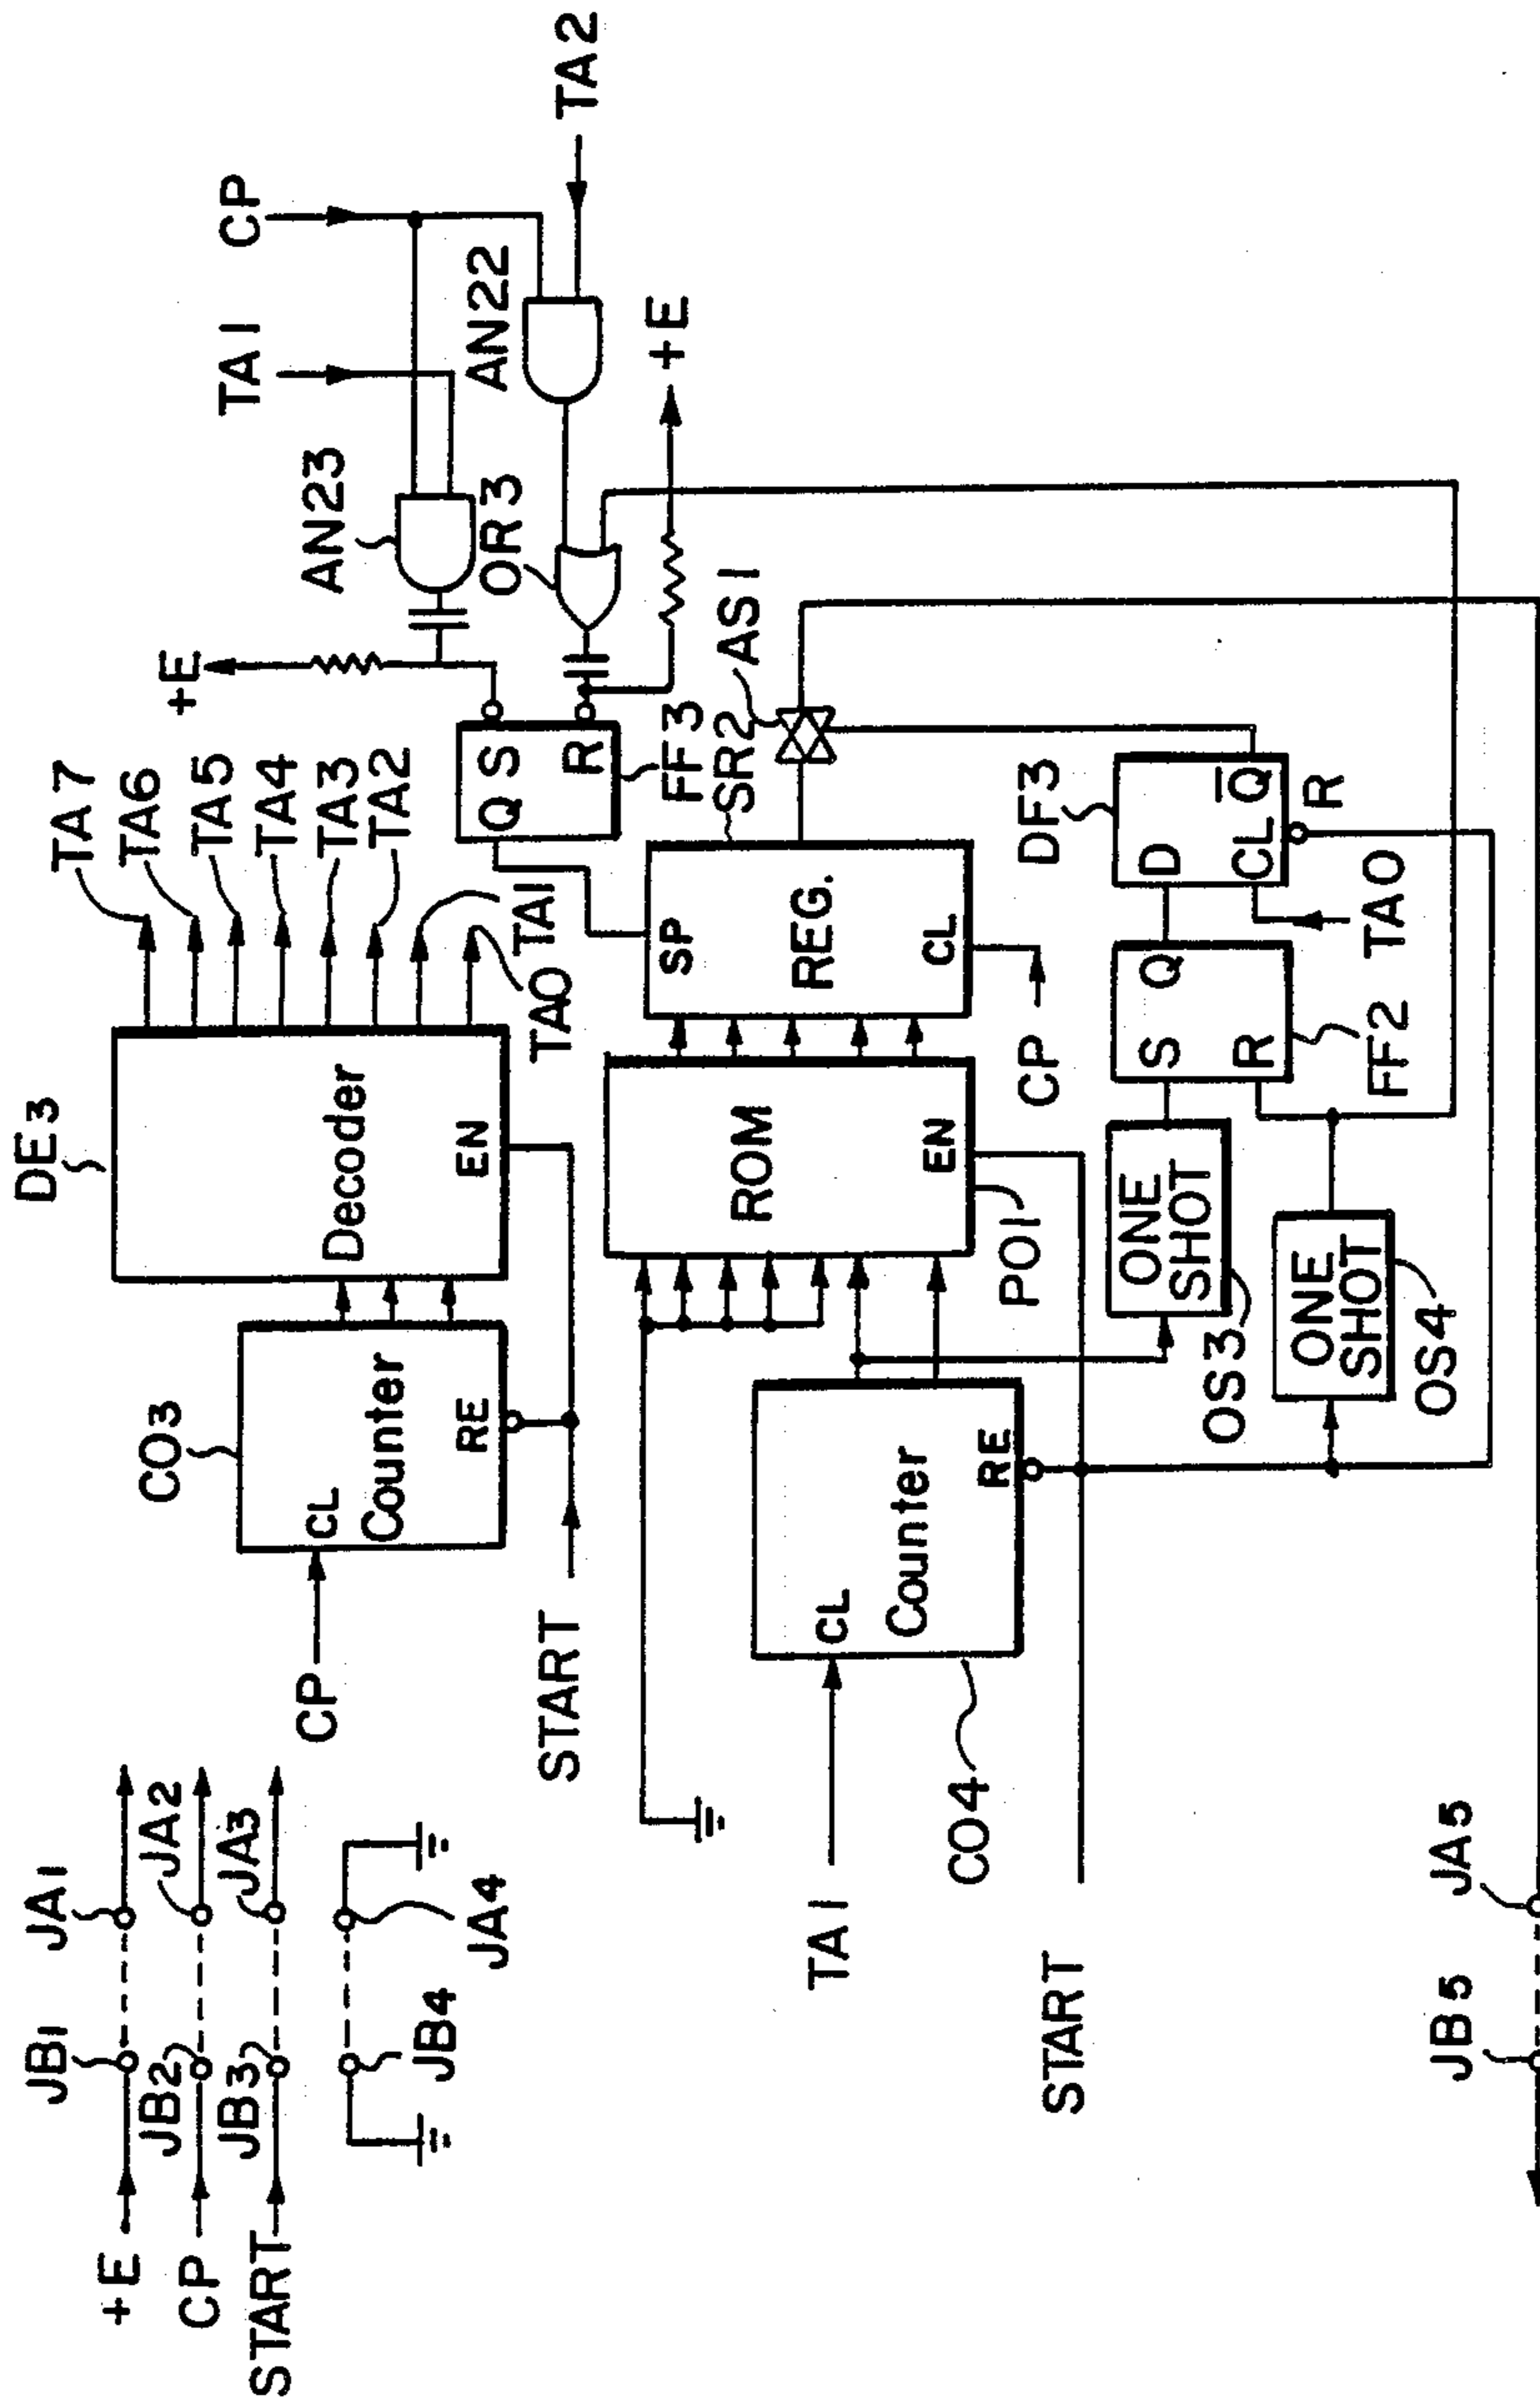 +E
JB1
JA1
CP
JB2
JA2
START
JB3
JA3
JB4
JA4
CO3
DE3
CP
CL
Counter
RE
Decoder
EN
START
TA7
TA6
TA5
TA4
TA3
TA2
TA1
TA0
+E
AN23
TA1
CP
S
Q
R
FF3
OR3
AN22
TA2
+E
TA1
CL
Counter
RE
CO4
ROM
EN
PO1
SP
REG.
CL
SR2
CP
AS1
START
ONE
SHOT
OS3
ONE
SHOT
OS4
S
Q
R
FF2
DF3
D
Q̅
CL
R
TA0
JB5
JA5